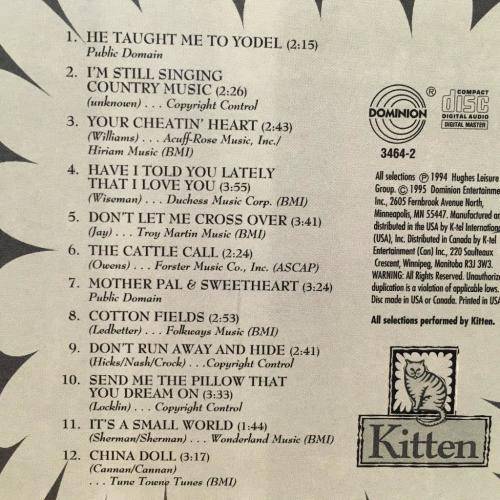 1. HE TAUGHT ME TO YODEL (2:15)
Public Domain
2. I'M STILL SINGING
COUNTRY MUSIC (2:26)
(unknown) . . . Copyright Control
3. YOUR CHEATIN' HEART (2:43)
(Williams) . . . Acuff-Rose Music, Inc./
Hiriam Music (BMI)
4. HAVE I TOLD YOU LATELY
THAT I LOVE YOU (3:55)
(Wiseman) . . . Duchess Music Corp. (BMI)
5. DON'T LET ME CROSS OVER (3:41)
(Jay) . . . Troy Martin Music (BMI)
6. THE CATTLE CALL (2:24)
(Owens) . . . Forster Music Co., Inc. (ASCAP)
7. MOTHER PAL & SWEETHEART (3:24)
Public Domain
8. COTTON FIELDS (2:53)
(Ledbetter) . . . Folkways Music (BMI)
9. DON'T RUN AWAY AND HIDE (2:41)
(Hicks/Nash/Crock) . . . Copyright Control
10. SEND ME THE PILLOW THAT
YOU DREAM ON (3:33)
(Locklin) . . . Copyright Control
11. IT'S A SMALL WORLD (1:44)
(Sherman/Sherman) . . . Wonderland Music (BMI)
12. CHINA DOLL (3:17)
(Cannan/Cannan)
. . . Tune Towne Tunes (BMI)
DOMINION ®
COMPACT
disc
DIGITAL AUDIO
DIGITAL MASTER
3464-2
All selections ℗ 1994 Hughes Leisure
Group. © 1995 Dominion Entertainme
Inc., 2605 Fernbrook Avenue North,
Minneapolis, MN 55447. Manufactured an
distributed in the USA by K-tel Internation
(USA), Inc. Distributed in Canada by K-tel
Entertainment (Can) Inc., 220 Saulteaux
Crescent, Winnipeg, Manitoba R3J 3W3.
WARNING: All Rights Reserved. Unauthorize
duplication is a violation of applicable laws.
Disc made in USA or Canada. Printed in USA
All selections performed by Kitten.
Kitten